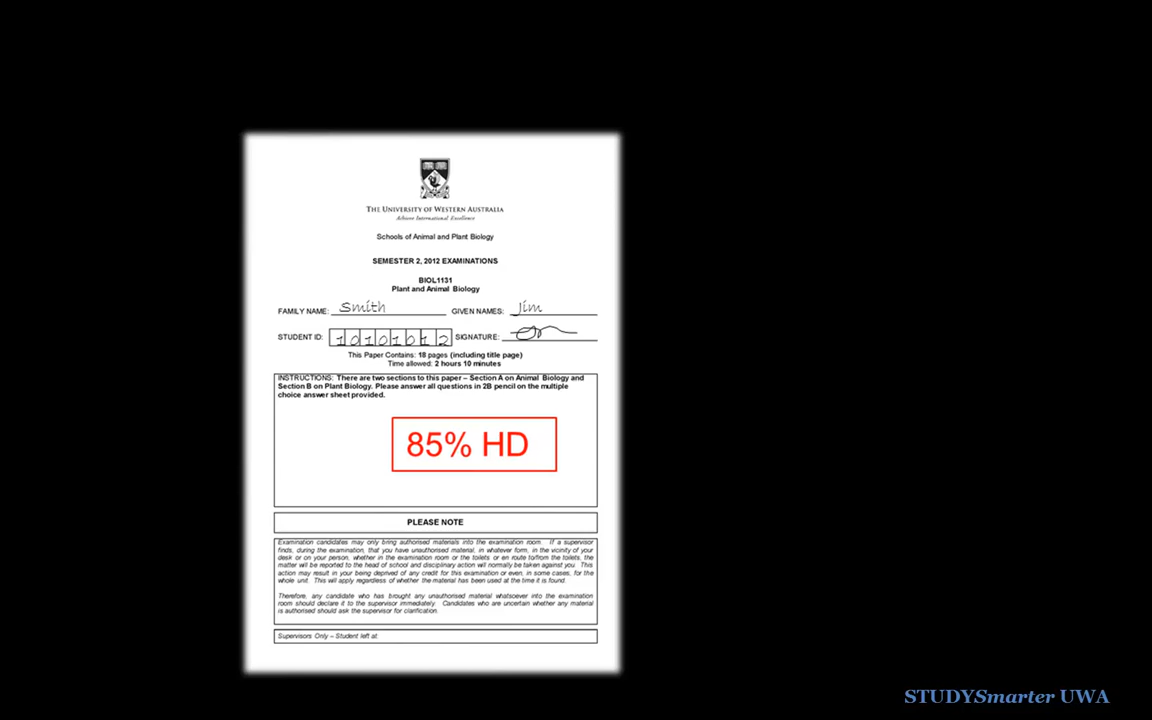 THE UNIVERSITY OF WESTERN AUSTRALIA
Achieve International Excellence
Schools of Animal and Plant Biology
SEMESTER 2, 2012 EXAMINATIONS
BIOL1131
Plant and Animal Biology
FAMILY NAME: Smith GIVEN NAMES: Jim
STUDENT ID: 10101012 SIGNATURE:
This Paper Contains: 18 pages (including title page)
Time allowed: 2 hours 10 minutes
INSTRUCTIONS: There are two sections to this paper – Section A on Animal Biology and
Section B on Plant Biology. Please answer all questions in 2B pencil on the multiple
choice answer sheet provided.
85% HD
PLEASE NOTE
Examination candidates may only bring authorised materials into the examination room. If a supervisor
finds, during the examination, that you have unauthorised material, in whatever form, in the vicinity of your
desk or on your person, whether in the examination room or the toilets or en route to/from the toilets, the
matter will be reported to the head of school and disciplinary action will normally be taken against you. This
action may result in your being deprived of any credit for this examination or even, in some cases, for the
whole unit. This will apply regardless of whether the material has been used at the time it is found.
Therefore, any candidate who has brought any unauthorised material whatsoever into the examination
room should declare it to the supervisor immediately. Candidates who are uncertain whether any material
is authorised should ask the supervisor for clarification.
Supervisors Only – Student left at:
STUDYSmarter UWA